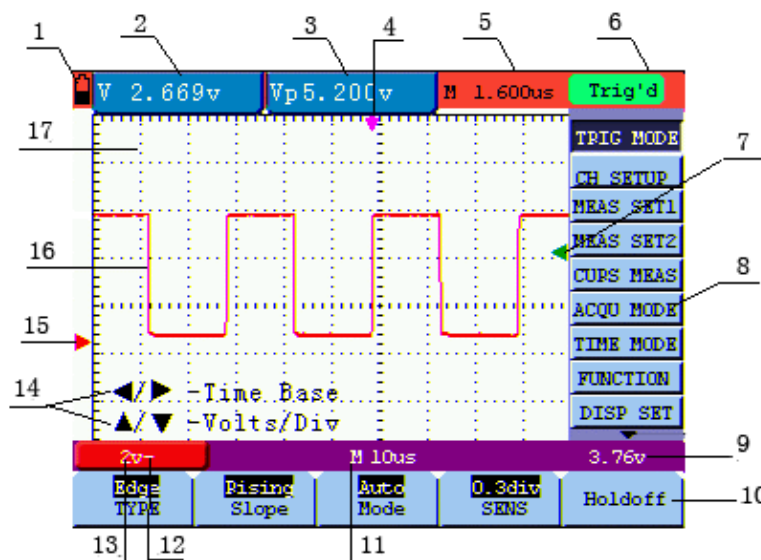 1 2 3 4 5 6
V 2.669v Vp5.200v M 1.600us Trig'd
17
TRIG MODE
7
CH SETUP
MEAS SET1
MEAS SET2
16
CURS MEAS
8
ACQU MODE
15
TIME MODE
FUNCTION
14
◀/▶ -Time Base
DISP SET
▲/▼ -Volts/Div
2v- M 10us 3.76v
9
Edge Rising Auto 0.3div
TYPE Slope Mode SENS Holdoff
10
13 12 11